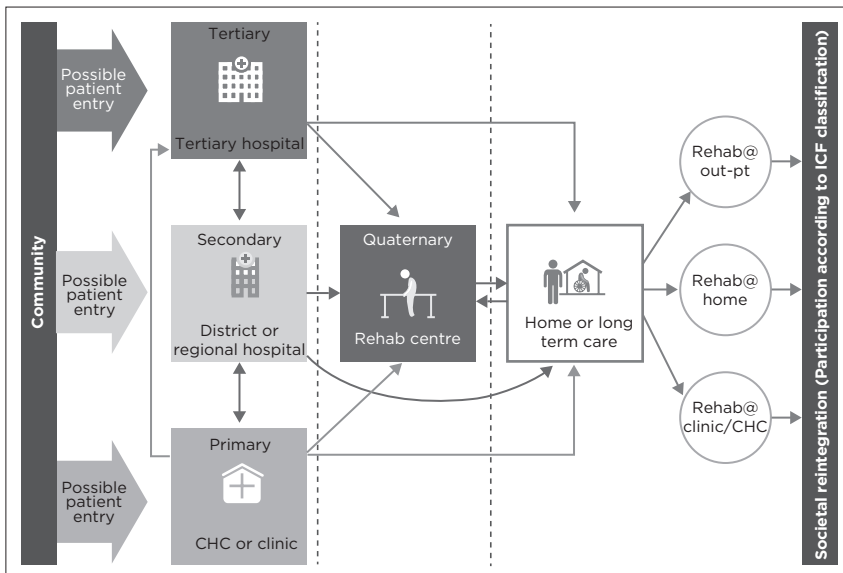 Community
Possible
patient
entry
Tertiary
Tertiary hospital
Possible
patient
entry
Secondary
District or
regional hospital
Possible
patient
entry
Primary
CHC or clinic
Quaternary
Rehab centre
Home or long
term care
Rehab@
out-pt
Rehab@
home
Rehab@
clinic/CHC
Societal reintegration (Participation according to ICF classification)